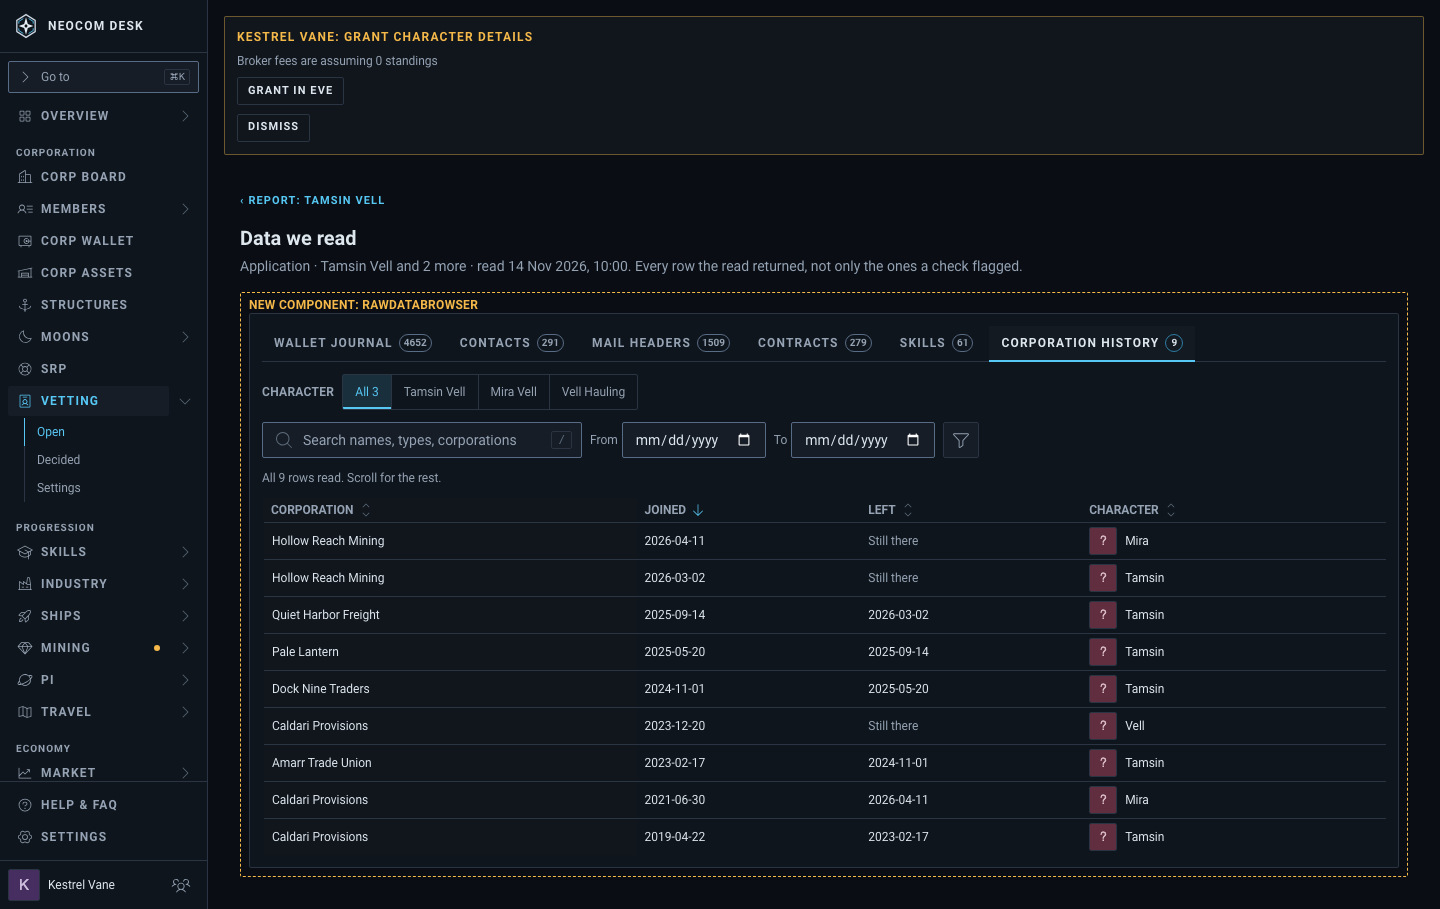 NEOCOM DESK
Go to ⌘K
OVERVIEW
CORPORATION
CORP BOARD
MEMBERS
CORP WALLET
CORP ASSETS
STRUCTURES
MOONS
SRP
VETTING
Open
Decided
Settings
PROGRESSION
SKILLS
INDUSTRY
SHIPS
MINING
PI
TRAVEL
ECONOMY
MARKET
HELP & FAQ
SETTINGS
K Kestrel Vane
KESTREL VANE: GRANT CHARACTER DETAILS
Broker fees are assuming 0 standings
GRANT IN EVE
DISMISS
‹ REPORT: TAMSIN VELL
Data we read
Application · Tamsin Vell and 2 more · read 14 Nov 2026, 10:00. Every row the read returned, not only the ones a check flagged.
NEW COMPONENT: RAWDATABROWSER
WALLET JOURNAL 4652 CONTACTS 291 MAIL HEADERS 1509 CONTRACTS 279 SKILLS 61 CORPORATION HISTORY 9
CHARACTER All 3 Tamsin Vell Mira Vell Vell Hauling
Search names, types, corporations / From mm/dd/yyyy To mm/dd/yyyy
All 9 rows read. Scroll for the rest.
CORPORATION JOINED LEFT CHARACTER
Hollow Reach Mining 2026-04-11 Still there ? Mira
Hollow Reach Mining 2026-03-02 Still there ? Tamsin
Quiet Harbor Freight 2025-09-14 2026-03-02 ? Tamsin
Pale Lantern 2025-05-20 2025-09-14 ? Tamsin
Dock Nine Traders 2024-11-01 2025-05-20 ? Tamsin
Caldari Provisions 2023-12-20 Still there ? Vell
Amarr Trade Union 2023-02-17 2024-11-01 ? Tamsin
Caldari Provisions 2021-06-30 2026-04-11 ? Mira
Caldari Provisions 2019-04-22 2023-02-17 ? Tamsin